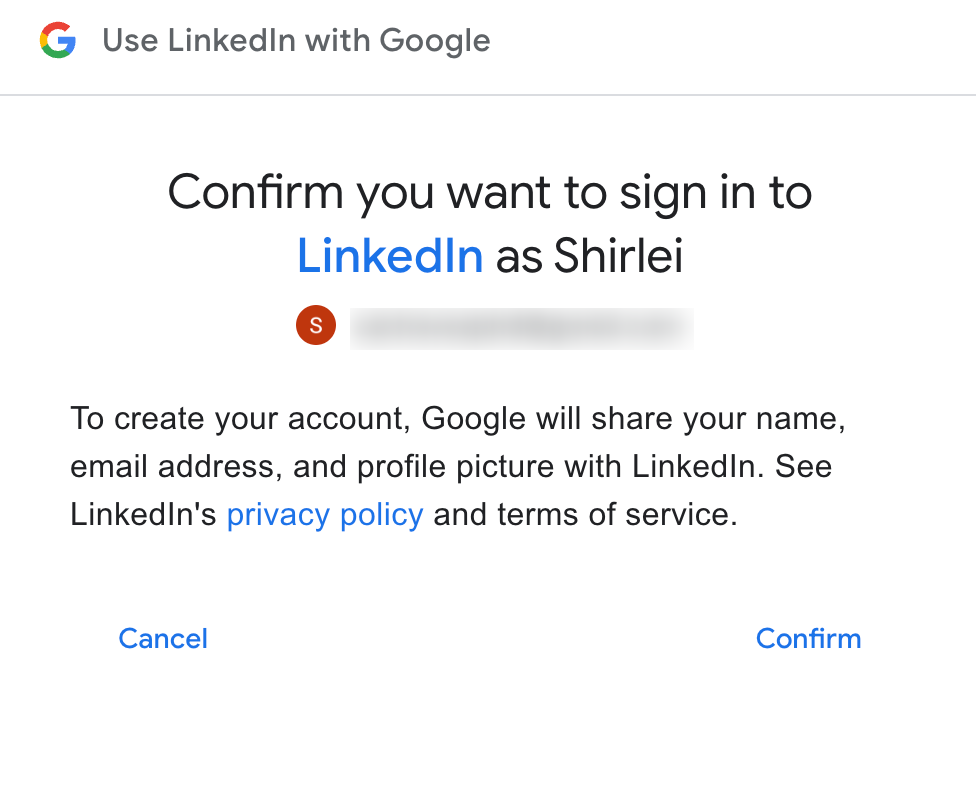 Use LinkedIn with Google
Confirm you want to sign in to
LinkedIn as Shirlei
S
To create your account, Google will share your name,
email address, and profile picture with LinkedIn. See
LinkedIn's privacy policy and terms of service.
Cancel
Confirm